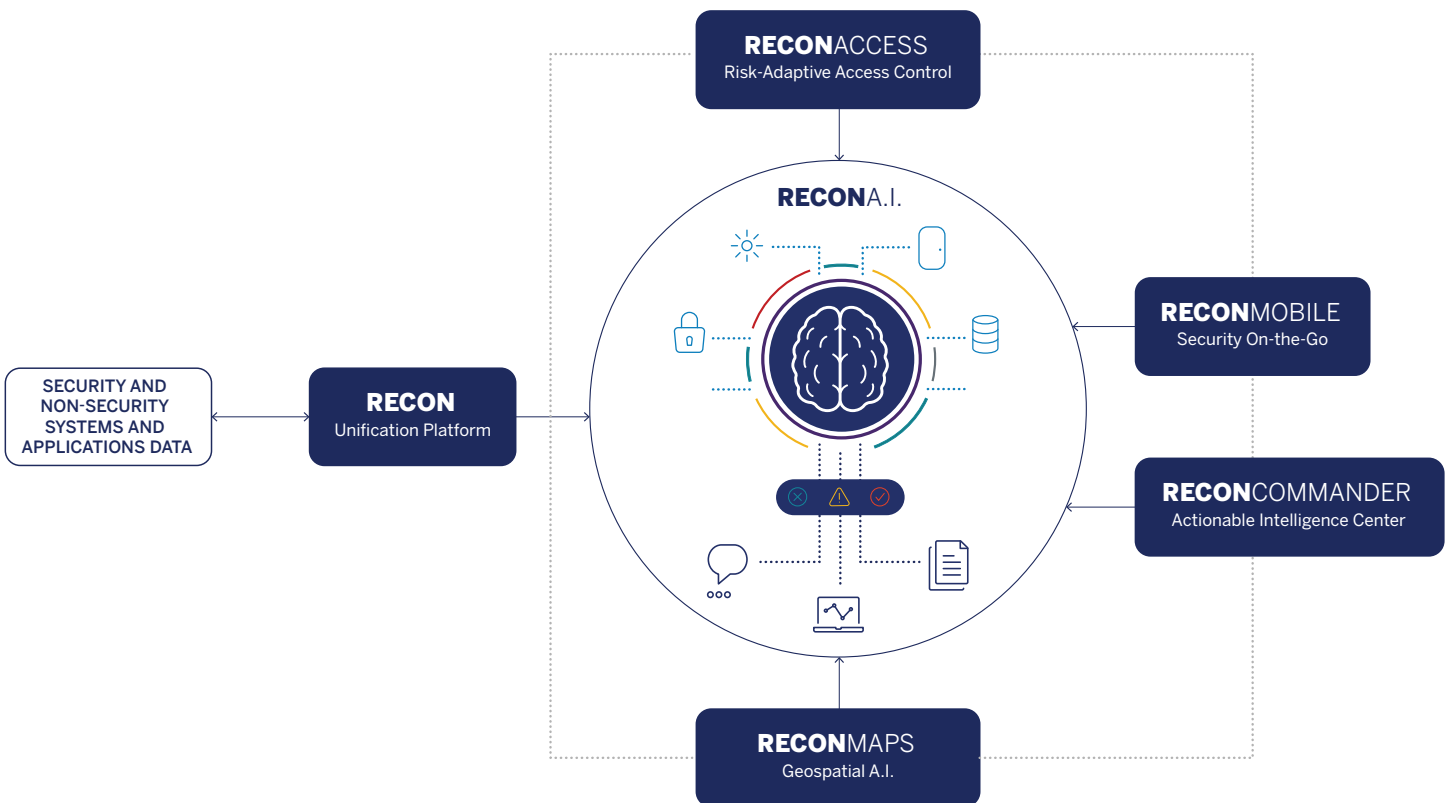 RECONACCESS
Risk-Adaptive Access Control
RECONA.I.
RECONMOBILE
Security On-the-Go
SECURITY AND
NON-SECURITY
SYSTEMS AND
APPLICATIONS DATA
RECON
Unification Platform
RECONCOMMANDER
Actionable Intelligence Center
RECONMAPS
Geospatial A.I.